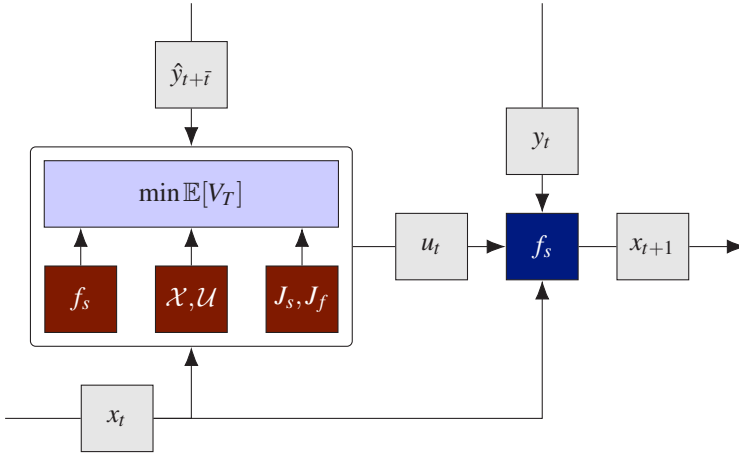 ŷ_{t+t̄}
y_t
min 𝔼[V_T]
u_t
f_s
x_{t+1}
f_s
𝒳,𝒰
J_s,J_f
x_t